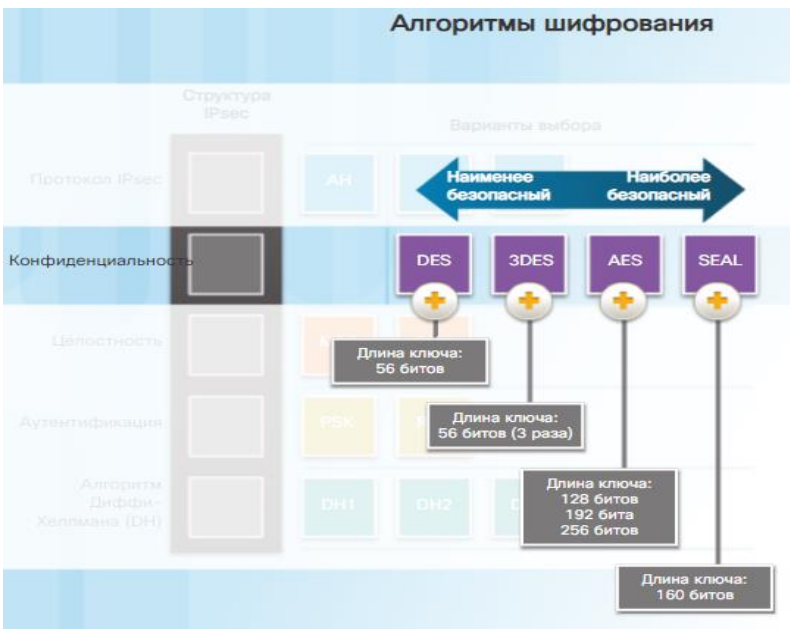 Алгоритмы шифрования
Структура
IPsec
Варианты выбора
Протокол IPsec
AH
Наименее
безопасный
Наиболее
безопасный
Конфиденциальность
DES
3DES
AES
SEAL
Целостность
Длина ключа:
56 битов
Аутентификация
PSK
Длина ключа:
56 битов (3 раза)
Алгоритм
Диффи-
Хеллмана (DH)
DH1
DH2
Длина ключа:
128 битов
192 бита
256 битов
Длина ключа:
160 битов